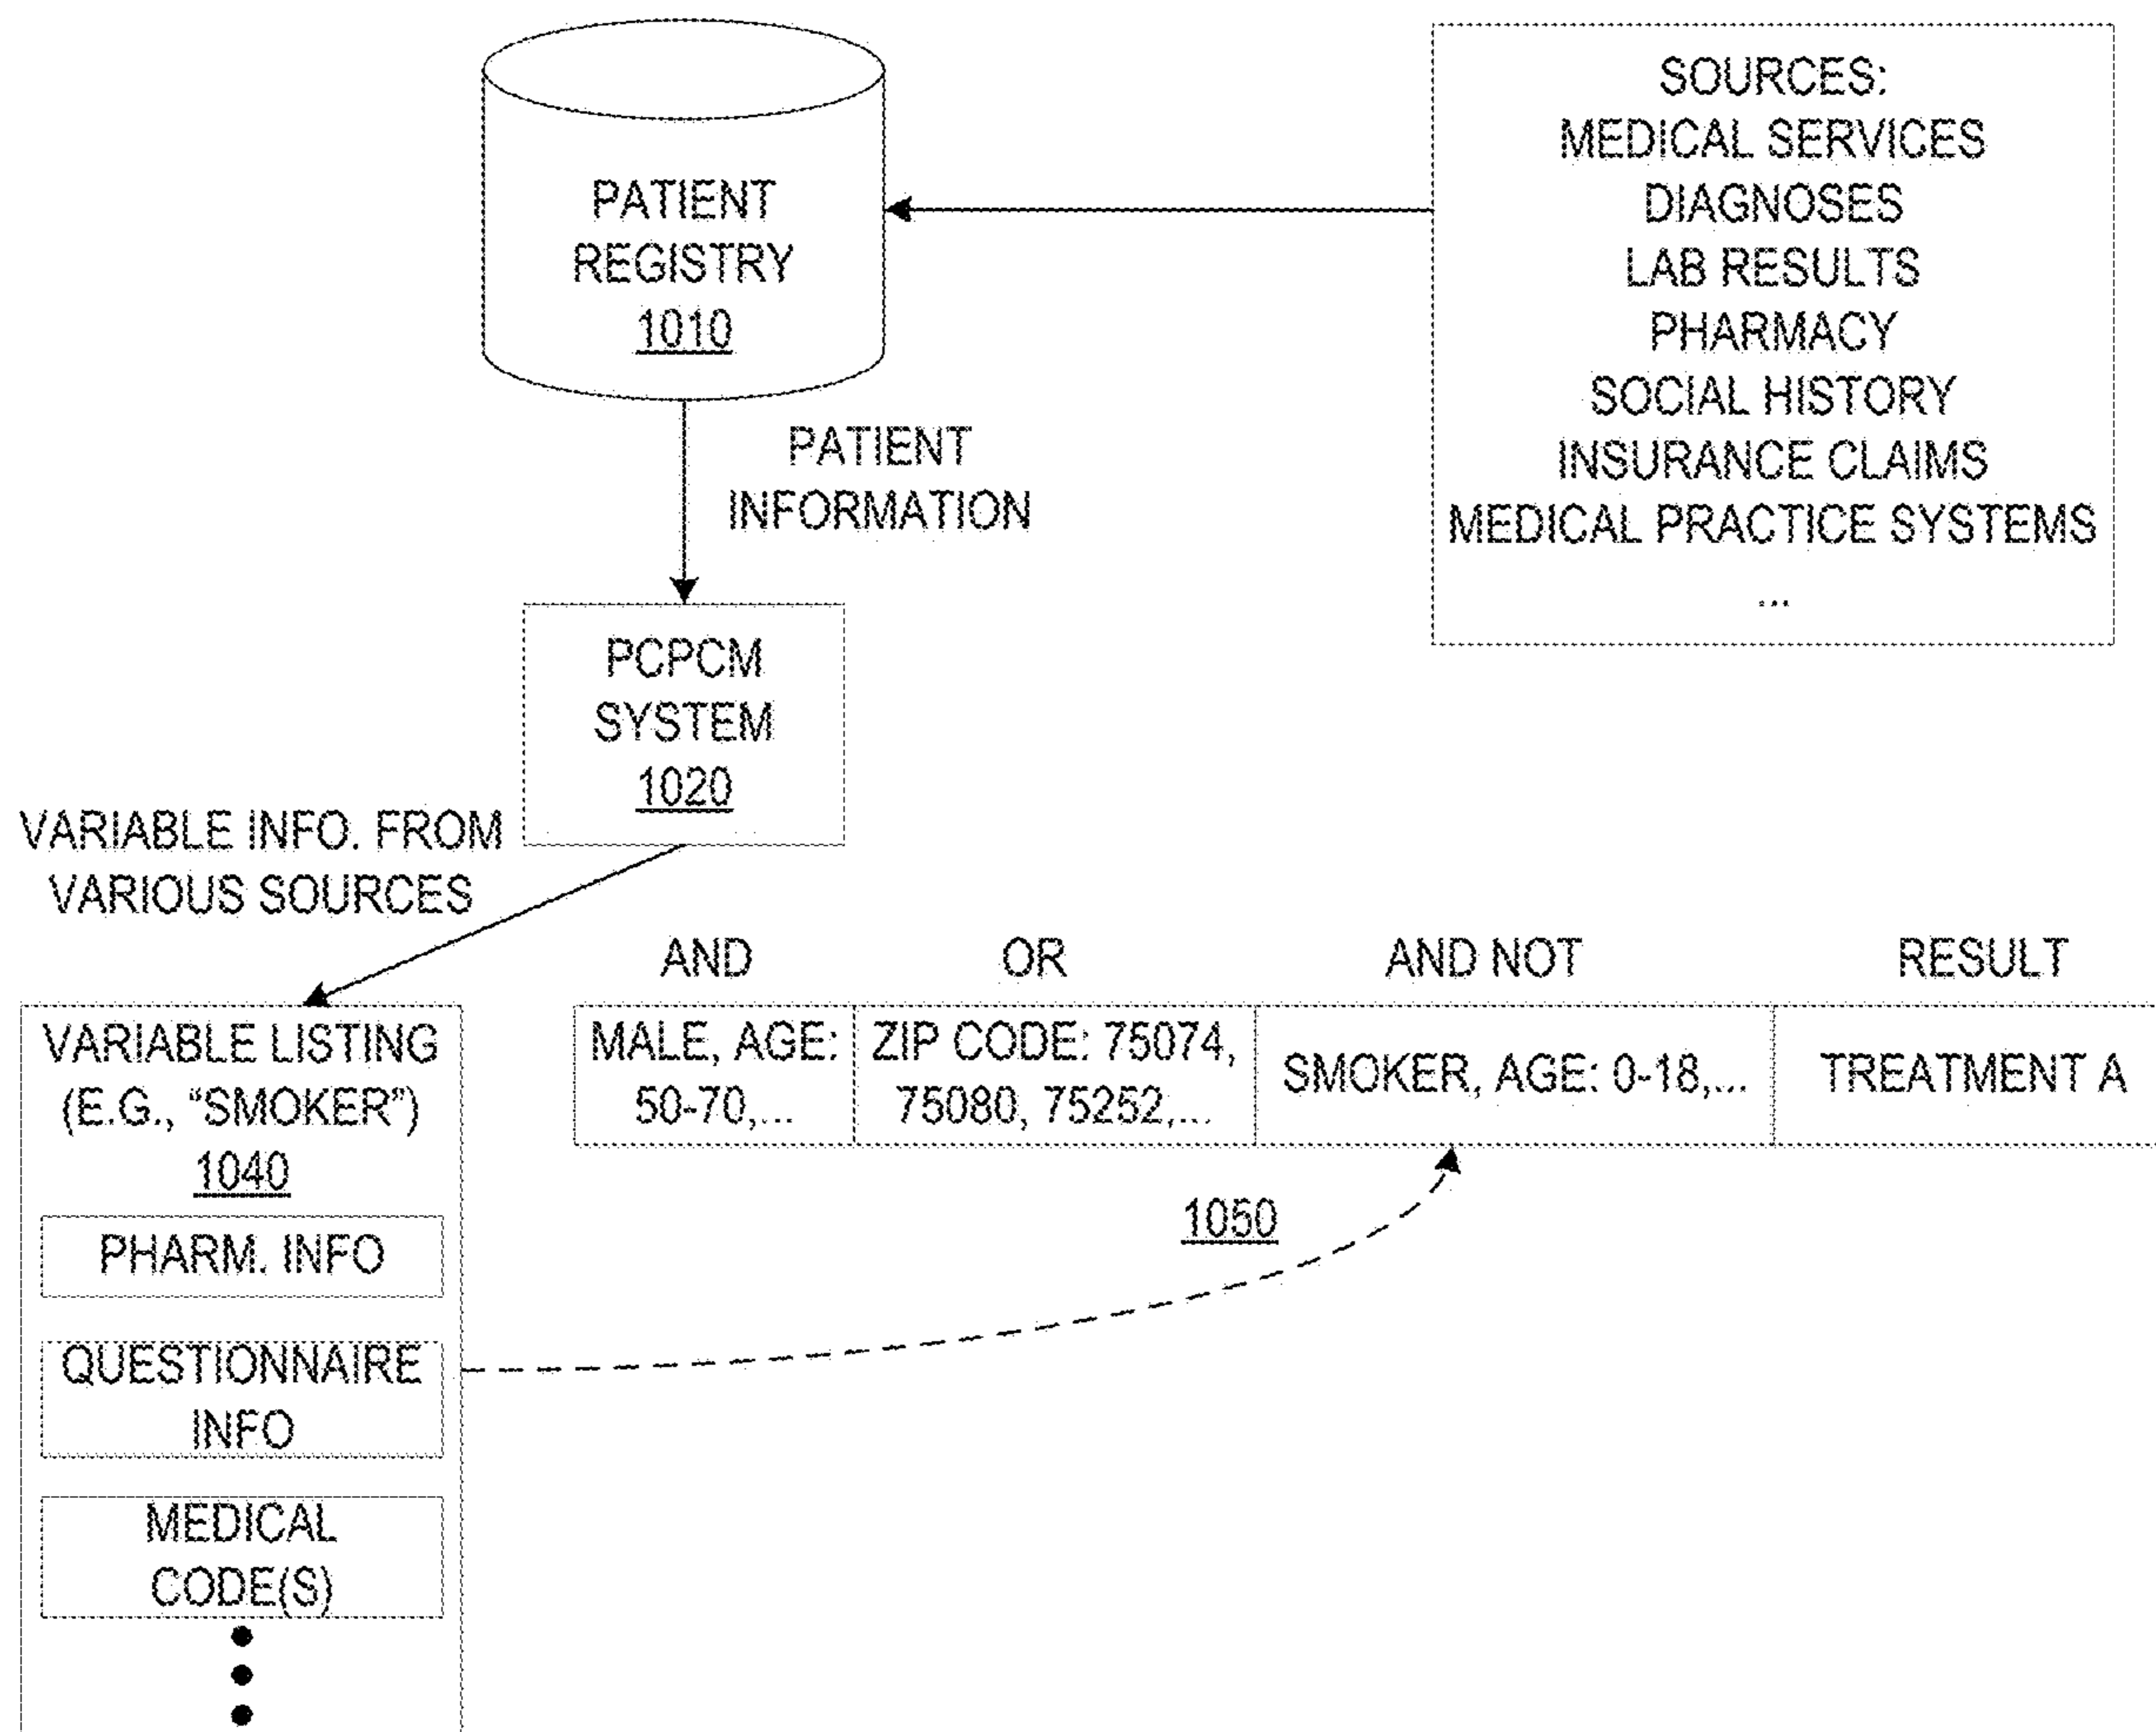 PATIENT
REGISTRY
1010
SOURCES:
MEDICAL SERVICES
DIAGNOSES
LAB RESULTS
PHARMACY
SOCIAL HISTORY
INSURANCE CLAIMS
MEDICAL PRACTICE SYSTEMS
...
PATIENT
INFORMATION
PCPCM
SYSTEM
1020
VARIABLE INFO. FROM
VARIOUS SOURCES
VARIABLE LISTING
(E.G., "SMOKER")
1040
PHARM. INFO
QUESTIONNAIRE
INFO
MEDICAL
CODE(S)
AND
OR
AND NOT
RESULT
MALE, AGE:
50-70,...
ZIP CODE: 75074,
75080, 75252,...
SMOKER, AGE: 0-18,...
TREATMENT A
1050